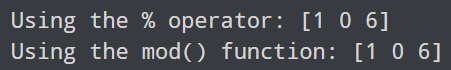 Using the % operator: [1 0 6]
Using the mod() function: [1 0 6]